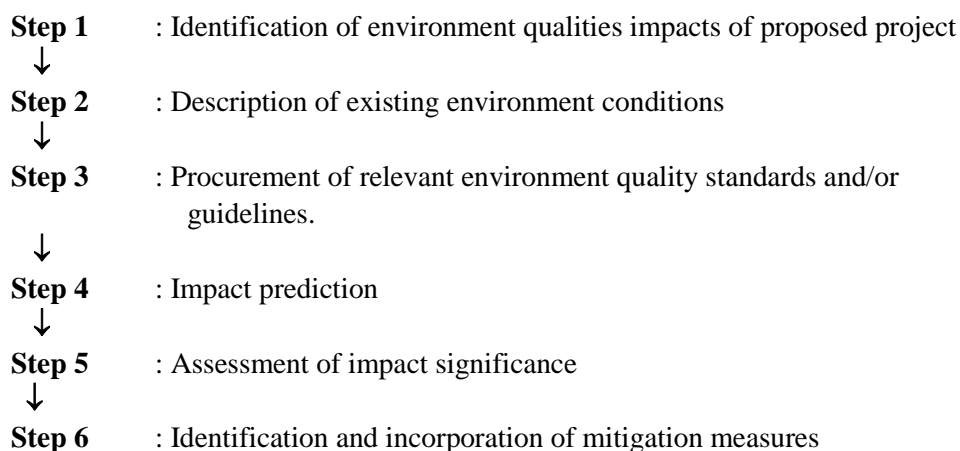 Step 1 : Identification of environment qualities impacts of proposed project
↓
Step 2 : Description of existing environment conditions
↓
Step 3 : Procurement of relevant environment quality standards and/or
guidelines.
↓
Step 4 : Impact prediction
↓
Step 5 : Assessment of impact significance
↓
Step 6 : Identification and incorporation of mitigation measures